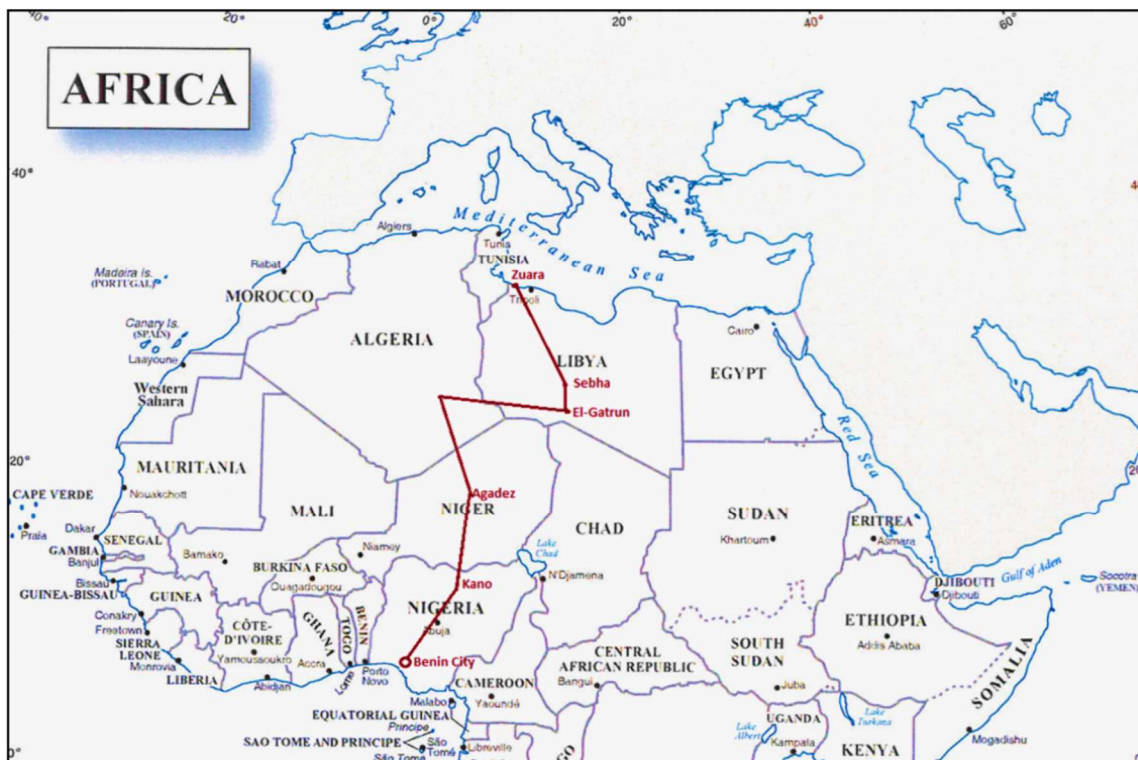 40°
20°
0°
20°
40°
60°
AFRICA
40°
Mediterranean Sea
Algiers
Tunis
TUNISIA
Rabat
Zuara
Madeira Is.
(PORTUGAL)
MOROCCO
Tripoli
Canary Is.
(SPAIN)
Cairo
ALGERIA
Laayoune
LIBYA
EGYPT
Western
Sahara
Sebha
El-Gatrun
Red Sea
20°
MAURITANIA
CAPE VERDE
Nouakchott
Agadez
NIGER
MALI
CHAD
SUDAN
ERITREA
Praia
Dakar
SENEGAL
Khartoum
Asmara
GAMBIA
Banjul
Bamako
Niamey
Lake
Chad
BURKINA FASO
N'Djamena
Bissau
GUINEA-BISSAU
Ouagadougou
Kano
DJIBOUTI
Djibouti
Gulf of Aden
Socotra
(YEMEN)
GUINEA
NIGERIA
BENIN
Conakry
Freetown
CÔTE-
D'IVOIRE
GHANA
TOGO
Abuja
ETHIOPIA
Addis Ababa
SIERRA
LEONE
Yamoussoukro
Accra
Monrovia
LIBERIA
Abidjan
Lome
Porto
Novo
Benin City
CENTRAL
AFRICAN REPUBLIC
SOUTH
SUDAN
SOMALIA
CAMEROON
Bangui
Juba
Malabo
Yaoundé
EQUATORIAL GUINEA
Principe
UGANDA
Lake
Turkana
SAO TOME AND PRINCIPE
São
Tomé
Libreville
Lake
Albert
Kampala
Mogadishu
0°
São Tomé
GO
KENYA